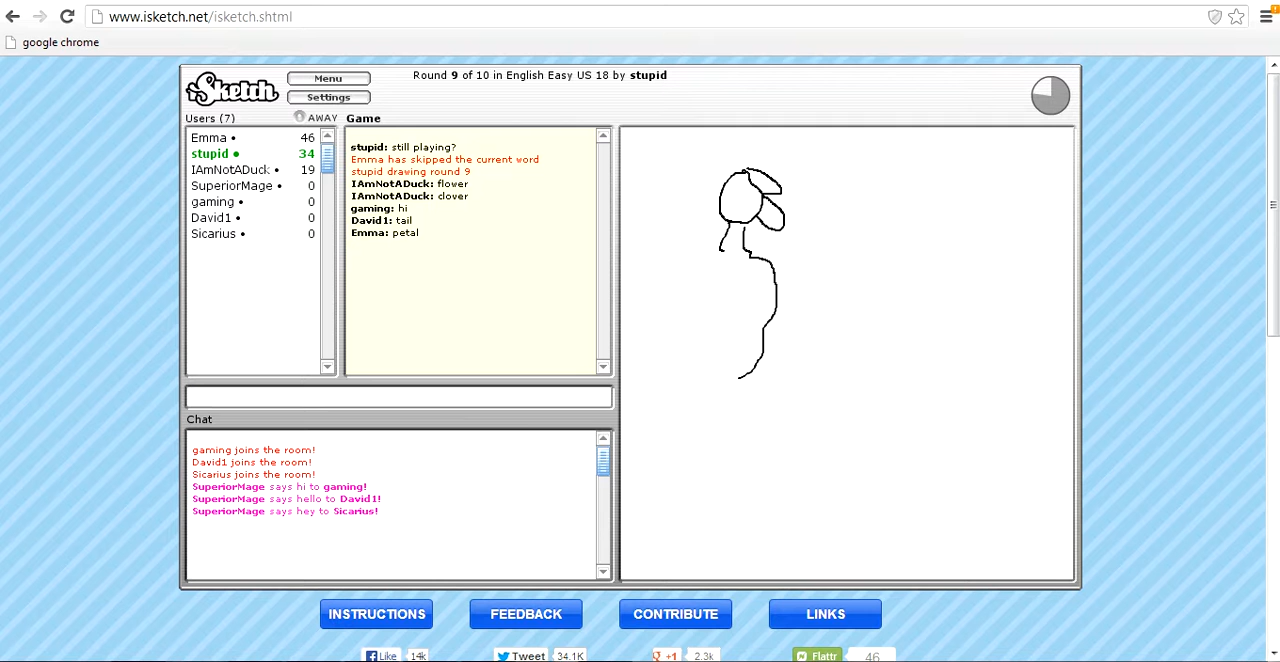 www.isketch.net/isketch.shtml
google chrome
iSketch
Menu
Settings
Round 9 of 10 in English Easy US 18 by stupid
Users (7)
AWAY
Game
Emma • 46
stupid • 34
IAmNotADuck • 19
SuperiorMage • 0
gaming • 0
David1 • 0
Sicarius • 0
stupid: still playing?
Emma has skipped the current word
stupid drawing round 9
IAmNotADuck: flower
IAmNotADuck: clover
gaming: hi
David1: tail
Emma: petal
Chat
gaming joins the room!
David1 joins the room!
Sicarius joins the room!
SuperiorMage says hi to gaming!
SuperiorMage says hello to David1!
SuperiorMage says hey to Sicarius!
INSTRUCTIONS
FEEDBACK
CONTRIBUTE
LINKS
Like 14k
Tweet 34.1K
g +1 2.3k
Flattr 46